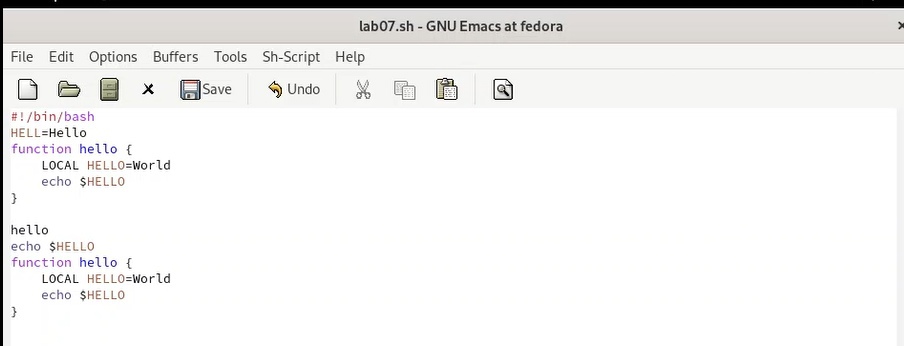 lab07.sh - GNU Emacs at fedora
File Edit Options Buffers Tools Sh-Script Help
Save Undo
#!/bin/bash
HELL=Hello
function hello {
    LOCAL HELLO=World
    echo $HELLO
}

hello
echo $HELLO
function hello {
    LOCAL HELLO=World
    echo $HELLO
}